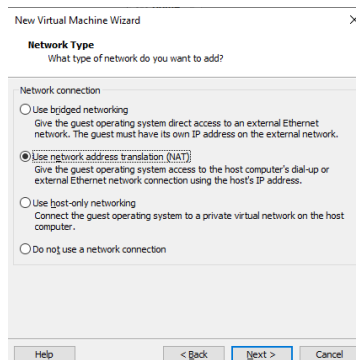 New Virtual Machine Wizard
Network Type
What type of network do you want to add?
Network connection
Use bridged networking
Give the guest operating system direct access to an external Ethernet
network. The guest must have its own IP address on the external network.
Use network address translation (NAT)
Give the guest operating system access to the host computer's dial-up or
external Ethernet network connection using the host's IP address.
Use host-only networking
Connect the guest operating system to a private virtual network on the host
computer.
Do not use a network connection
Help < Back Next > Cancel